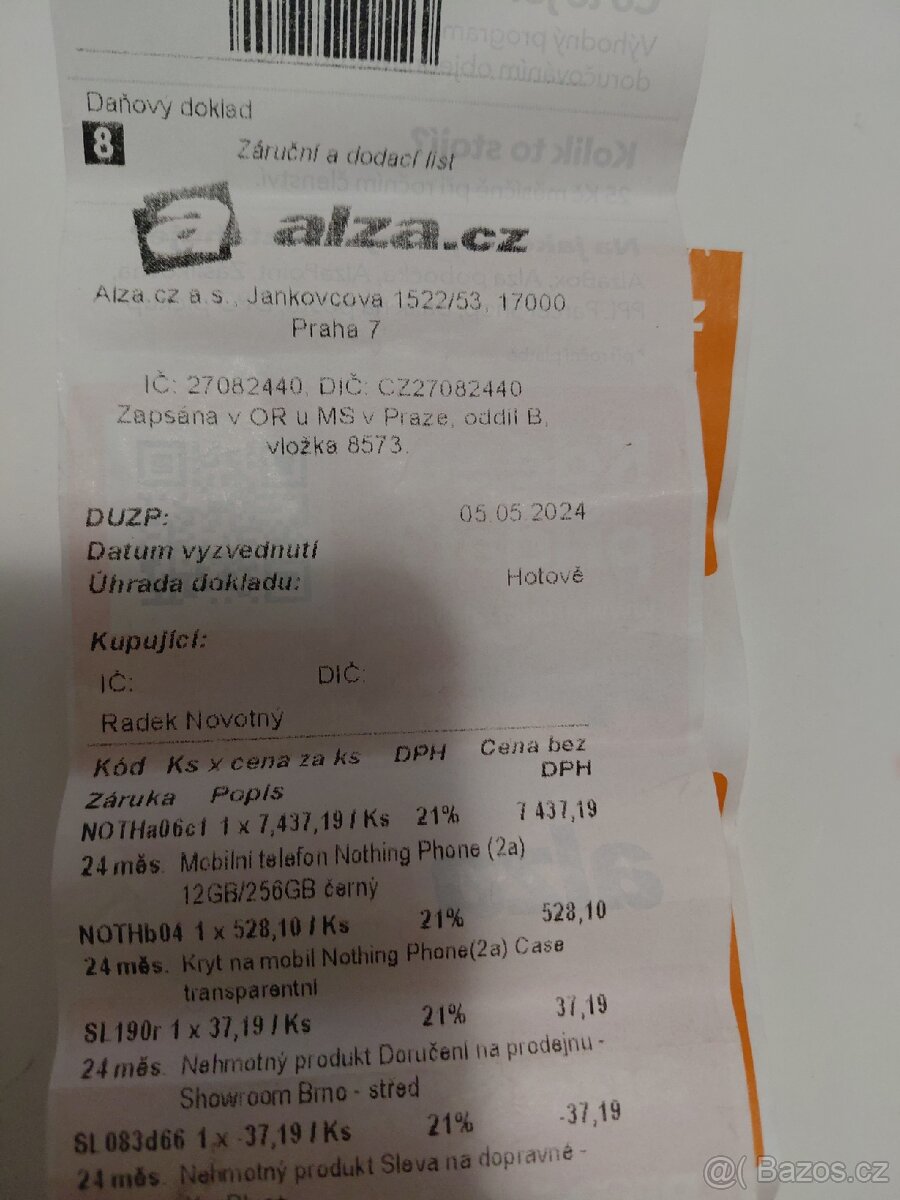 Daňový doklad
8
Záruční a dodací list
alza.cz
Alza.cz a.s., Jankovcova 1522/53, 17000
Praha 7
IČ: 27082440, DIČ: CZ27082440
Zapsána v OR u MS v Praze, oddíl B,
vložka 8573.
DUZP: 05.05.2024
Datum vyzvednutí
Úhrada dokladu: Hotově
Kupující:
IČ: DIČ:
Radek Novotný
Kód Ks x cena za ks DPH Cena bez
DPH
Záruka Popis
NOTHa06c1 1 x 7,437,19 / Ks 21% 7 437,19
24 měs. Mobilní telefon Nothing Phone (2a)
12GB/256GB černý
NOTHb04 1 x 528,10 / Ks 21% 528,10
24 měs. Kryt na mobil Nothing Phone(2a) Case
transparentní
SL190r 1 x 37,19 / Ks 21% 37,19
24 měs. Nehmotný produkt Doručení na prodejnu -
Showroom Brno - střed
SL083d66 1 x -37,19 / Ks 21% -37,19
24 měs. Nehmotný produkt Sleva na dopravné -
@( Bazos.cz